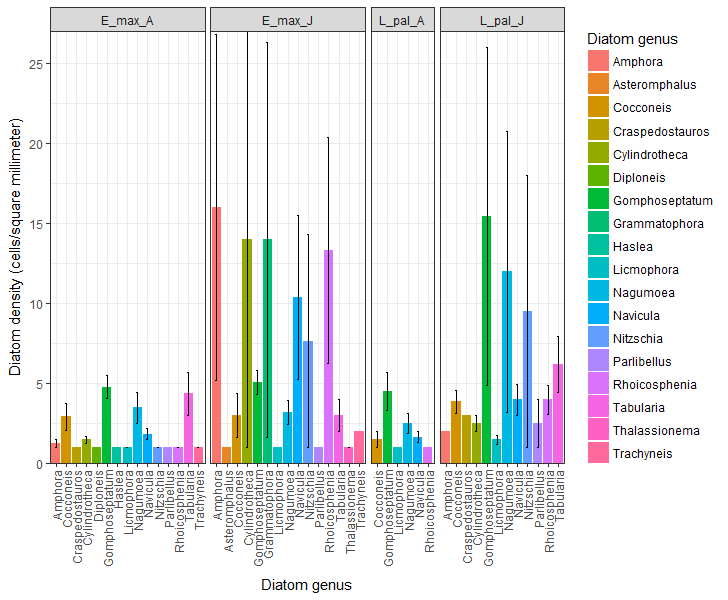 E_max_A
E_max_J
L_pal_A
L_pal_J
Diatom density (cells/square millimeter)
25
20
15
10
5
0
Amphora
Cocconeis
Craspedostauros
Cylindrotheca
Diploneis
Gomphoseptatum
Haslea
Licmophora
Nagumoea
Navicula
Nitzschia
Parlibellus
Rhoicosphenia
Tabularia
Trachyneis
Amphora
Asteromphalus
Cocconeis
Cylindrotheca
Gomphoseptatum
Grammatophora
Licmophora
Nagumoea
Navicula
Nitzschia
Parlibellus
Rhoicosphenia
Tabularia
Thalassionema
Trachyneis
Cocconeis
Gomphoseptatum
Licmophora
Nagumoea
Navicula
Rhoicosphenia
Amphora
Cocconeis
Craspedostauros
Cylindrotheca
Gomphoseptatum
Licmophora
Nagumoea
Navicula
Nitzschia
Parlibellus
Rhoicosphenia
Tabularia
Diatom genus
Diatom genus
Amphora
Asteromphalus
Cocconeis
Craspedostauros
Cylindrotheca
Diploneis
Gomphoseptatum
Grammatophora
Haslea
Licmophora
Nagumoea
Navicula
Nitzschia
Parlibellus
Rhoicosphenia
Tabularia
Thalassionema
Trachyneis